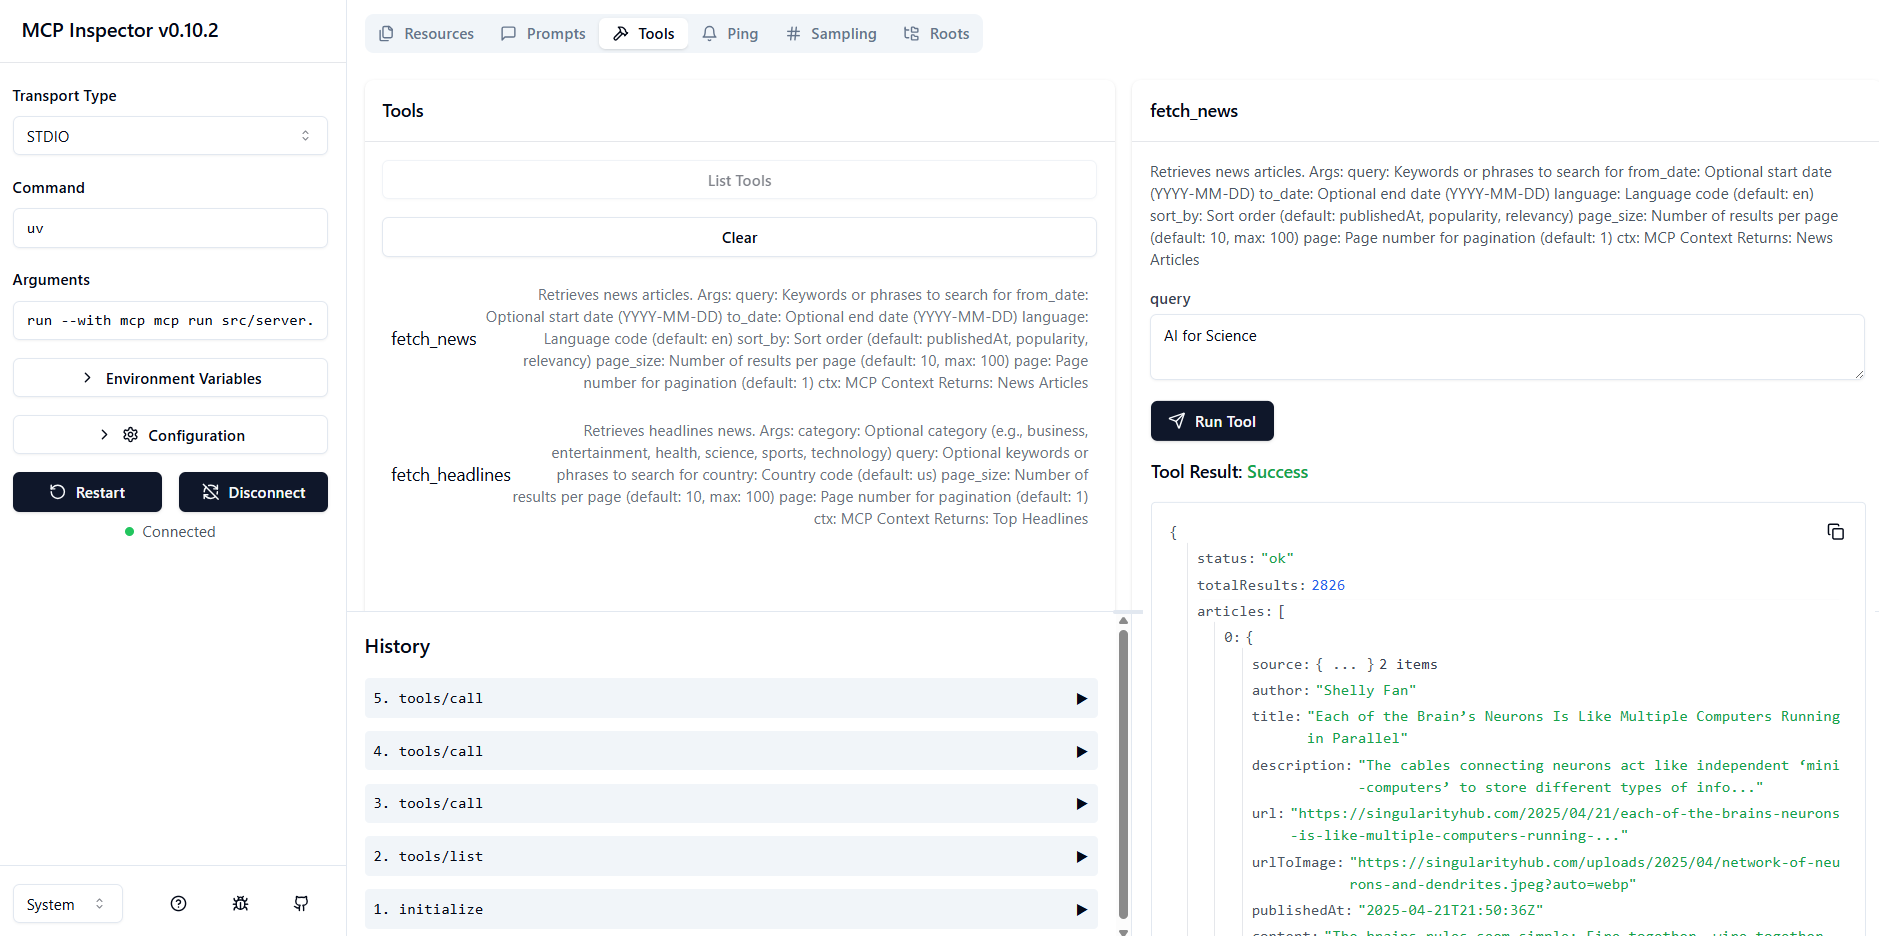 MCP Inspector v0.10.2
Transport Type
STDIO
Command
uv
Arguments
run --with mcp mcp run src/server.
Environment Variables
Configuration
Restart
Disconnect
Connected
System
Resources
Prompts
Tools
Ping
Sampling
Roots
Tools
List Tools
Clear
fetch_news
Retrieves news articles. Args: query: Keywords or phrases to search for from_date:
Optional start date (YYYY-MM-DD) to_date: Optional end date (YYYY-MM-DD) language:
Language code (default: en) sort_by: Sort order (default: publishedAt, popularity,
relevancy) page_size: Number of results per page (default: 10, max: 100) page: Page
number for pagination (default: 1) ctx: MCP Context Returns: News Articles
fetch_headlines
Retrieves headlines news. Args: category: Optional category (e.g., business,
entertainment, health, science, sports, technology) query: Optional keywords or
phrases to search for country: Country code (default: us) page_size: Number of
results per page (default: 10, max: 100) page: Page number for pagination (default: 1)
ctx: MCP Context Returns: Top Headlines
History
5. tools/call
4. tools/call
3. tools/call
2. tools/list
1. initialize
fetch_news
Retrieves news articles. Args: query: Keywords or phrases to search for from_date: Optional start date
(YYYY-MM-DD) to_date: Optional end date (YYYY-MM-DD) language: Language code (default: en)
sort_by: Sort order (default: publishedAt, popularity, relevancy) page_size: Number of results per page
(default: 10, max: 100) page: Page number for pagination (default: 1) ctx: MCP Context Returns: News
Articles
query
AI for Science
Run Tool
Tool Result: Success
{
status: "ok"
totalResults: 2826
articles: [
0: {
source: { ... } 2 items
author: "Shelly Fan"
title: "Each of the Brain’s Neurons Is Like Multiple Computers Running
in Parallel"
description: "The cables connecting neurons act like independent ‘mini
-computers’ to store different types of info..."
url: "https://singularityhub.com/2025/04/21/each-of-the-brains-neurons
-is-like-multiple-computers-running-..."
urlToImage: "https://singularityhub.com/uploads/2025/04/network-of-neu
rons-and-dendrites.jpeg?auto=webp"
publishedAt: "2025-04-21T21:50:36Z"
content: "The brains rules seem simple: Fire together, wire together